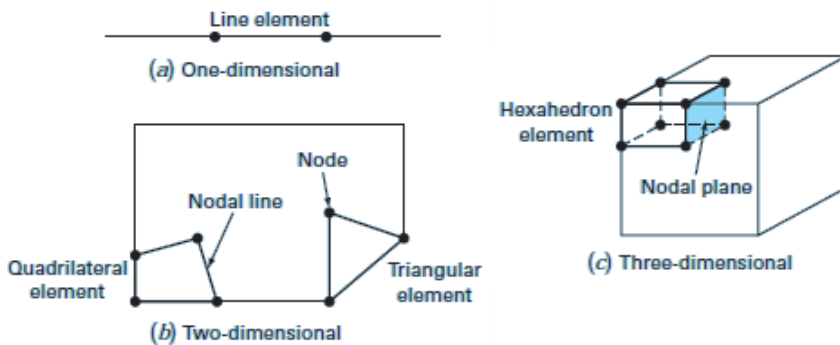 Line element
(a) One-dimensional
Node
Nodal line
Quadrilateral
element
Triangular
element
(b) Two-dimensional
Hexahedron
element
Nodal plane
(c) Three-dimensional